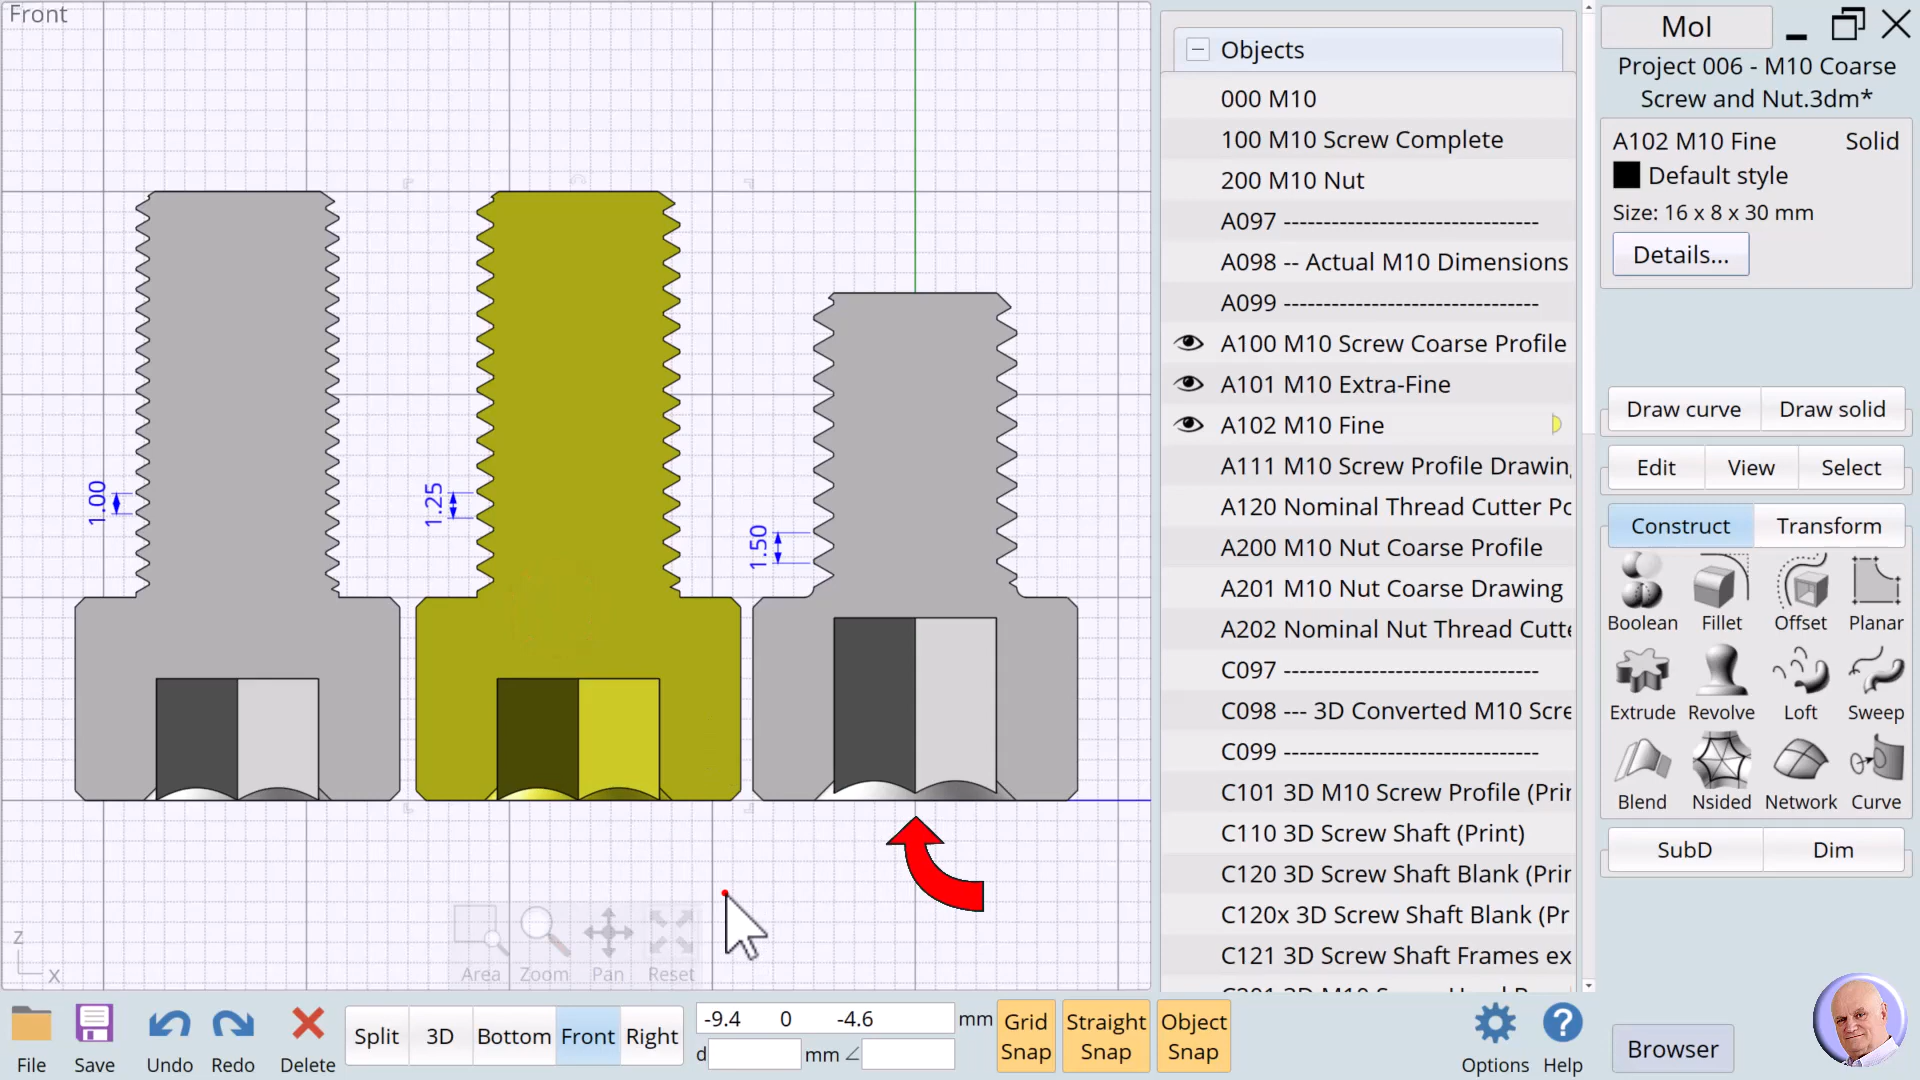 Front
1.00
1.25
1.50
z
x
Area
Zoom
Pan
Reset
Objects
000 M10
100 M10 Screw Complete
200 M10 Nut
A097 --------------------------------
A098 -- Actual M10 Dimensions
A099 --------------------------------
A100 M10 Screw Coarse Profile
A101 M10 Extra-Fine
A102 M10 Fine
A111 M10 Screw Profile Drawin
A120 Nominal Thread Cutter Po
A200 M10 Nut Coarse Profile
A201 M10 Nut Coarse Drawing
A202 Nominal Nut Thread Cutte
C097 --------------------------------
C098 --- 3D Converted M10 Scre
C099 --------------------------------
C101 3D M10 Screw Profile (Prin
C110 3D Screw Shaft (Print)
C120 3D Screw Shaft Blank (Prin
C120x 3D Screw Shaft Blank (Pr
C121 3D Screw Shaft Frames ex
MoI
Project 006 - M10 Coarse
Screw and Nut.3dm*
A102 M10 Fine Solid
Default style
Size: 16 x 8 x 30 mm
Details...
Draw curve Draw solid
Edit View Select
Construct Transform
Boolean Fillet Offset Planar
Extrude Revolve Loft Sweep
Blend Nsided Network Curve
SubD Dim
File
Save
Undo
Redo
Delete
Split
3D
Bottom
Front
Right
-9.4 0 -4.6 mm
d mm ∠
Grid
Snap
Straight
Snap
Object
Snap
Options
Help
Browser